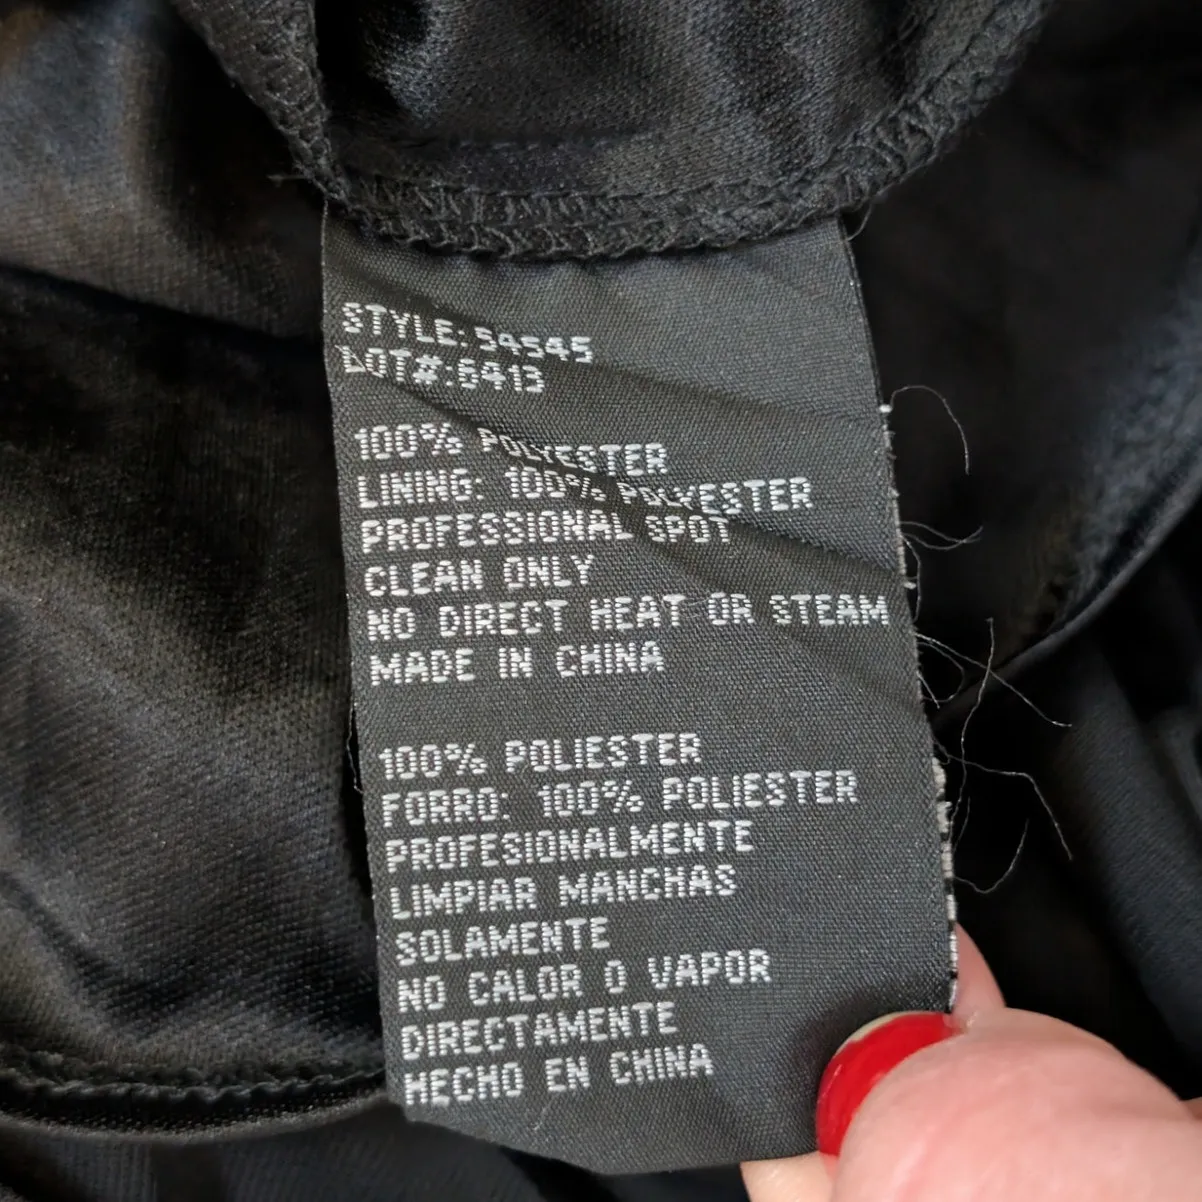 STYLE: 54545
LOT#:6413
100% POLYESTER
LINING: 100% POLYESTER
PROFESSIONAL SPOT
CLEAN ONLY
NO DIRECT HEAT OR STEAM
MADE IN CHINA
100% POLIESTER
FORRO: 100% POLIESTER
PROFESIONALMENTE
LIMPIAR MANCHAS
SOLAMENTE
NO CALOR O VAPOR
DIRECTAMENTE
HECHO EN CHINA